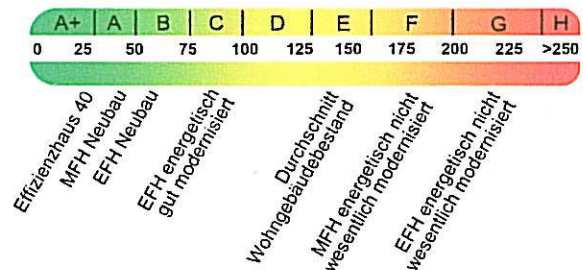 A+ A B C D E F G H
0 25 50 75 100 125 150 175 200 225 >250
Effizienzhaus 40
MFH Neubau
EFH Neubau
EFH energetisch
gut modernisiert
Durchschnitt
Wohngebäudebestand
MFH energetisch nicht
wesentlich modernisiert
EFH energetisch nicht
wesentlich modernisiert